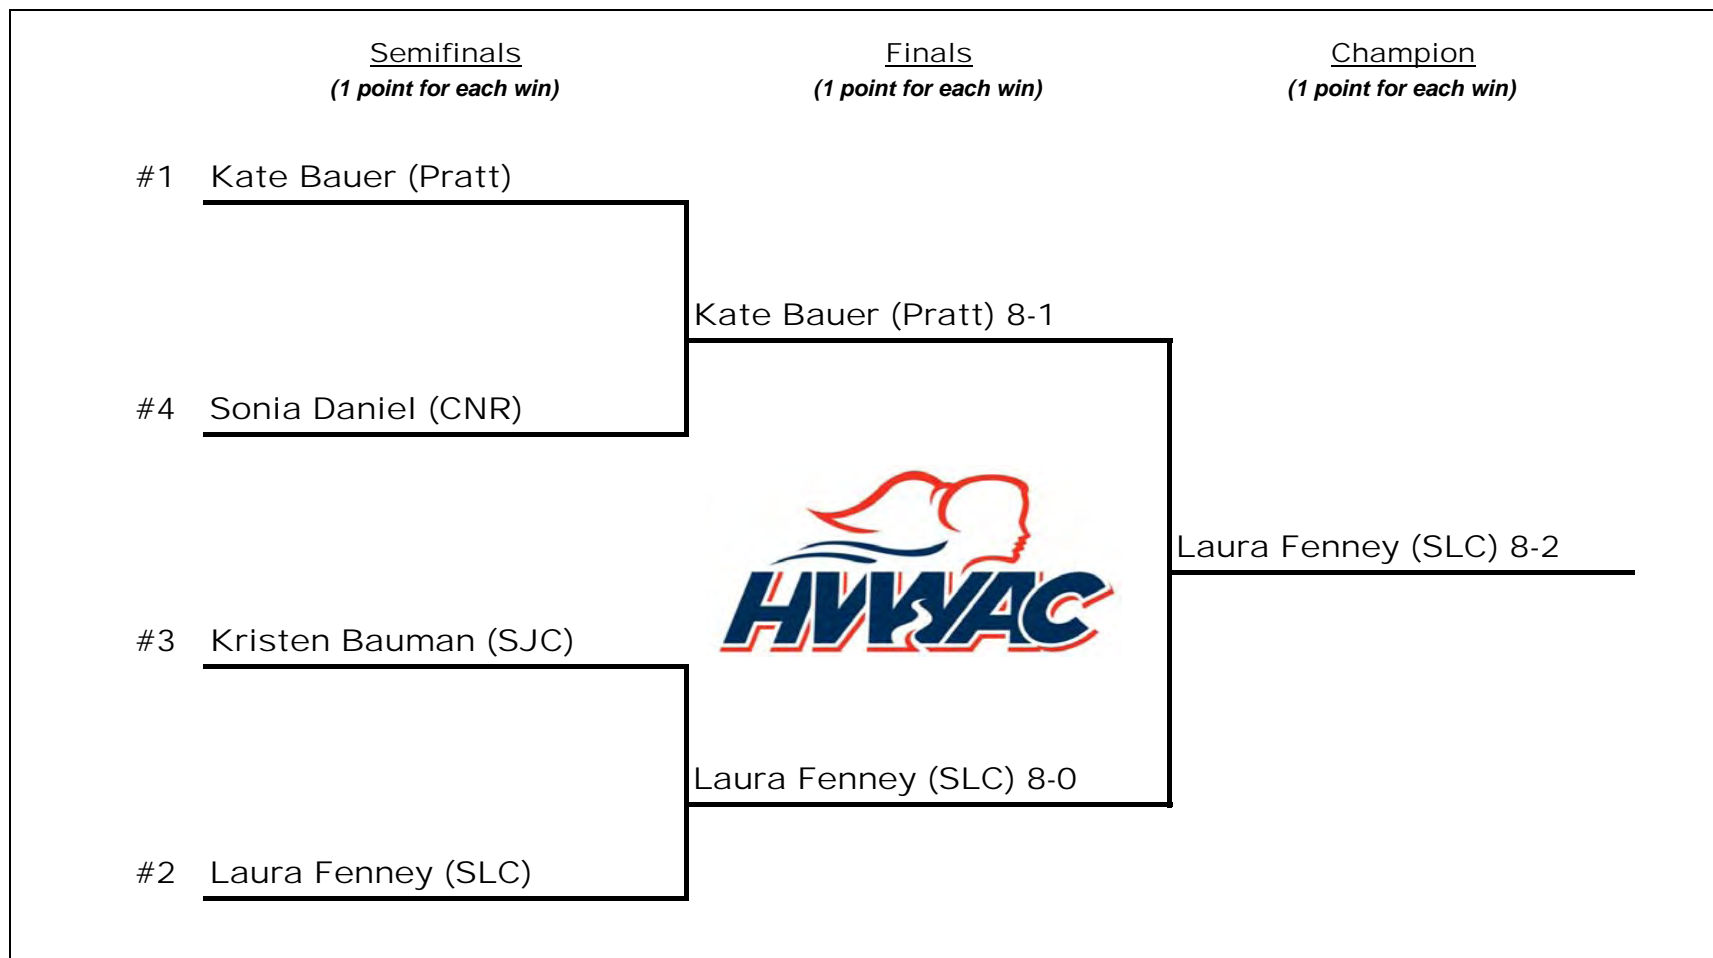 Semifinals
(1 point for each win)
Finals
(1 point for each win)
Champion
(1 point for each win)
#1 Kate Bauer (Pratt)
Kate Bauer (Pratt) 8-1
#4 Sonia Daniel (CNR)
Laura Fenney (SLC) 8-2
HVWAC
#3 Kristen Bauman (SJC)
Laura Fenney (SLC) 8-0
#2 Laura Fenney (SLC)